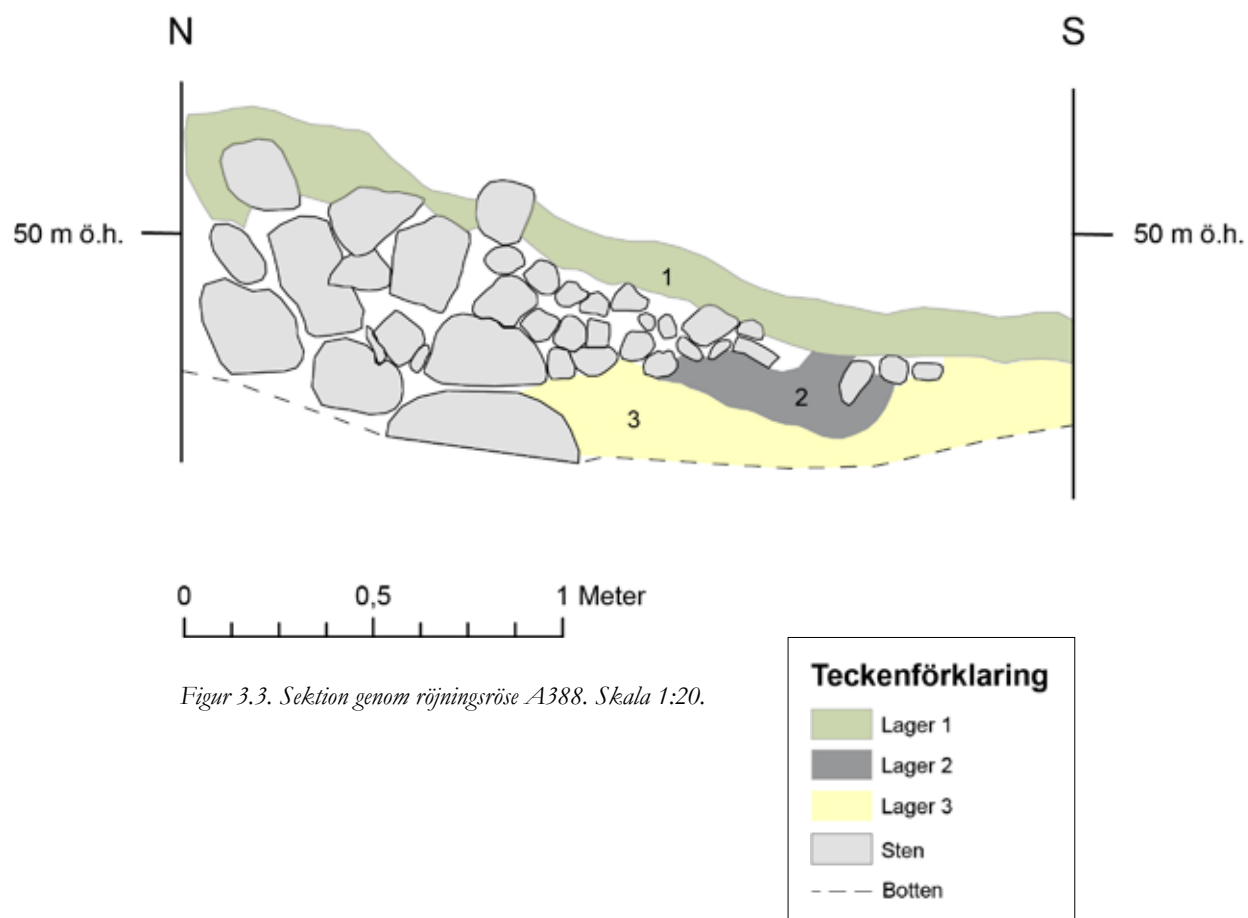 N
S
50 m ö.h.
50 m ö.h.
1
2
3
0 0,5 1 Meter
Figur 3.3. Sektion genom röjningsröse A388. Skala 1:20.
Teckenförklaring
Lager 1
Lager 2
Lager 3
Sten
Botten